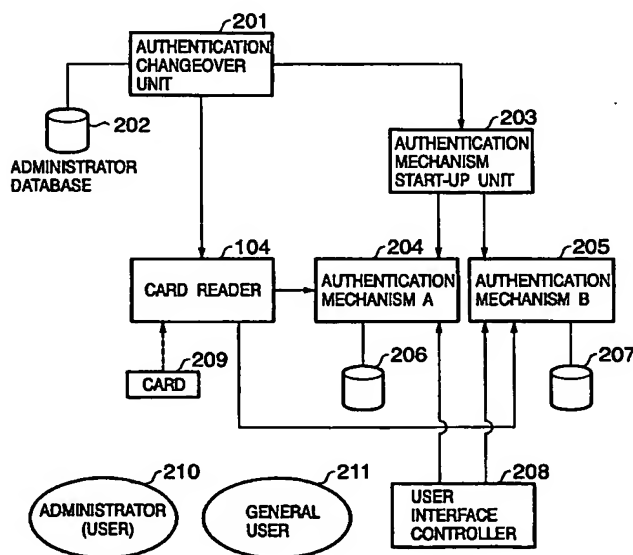 201
AUTHENTICATION
CHANGEOVER
UNIT
202
ADMINISTRATOR
DATABASE
203
AUTHENTICATION
MECHANISM
START-UP UNIT
104
CARD READER
204
AUTHENTICATION
MECHANISM A
205
AUTHENTICATION
MECHANISM B
209
CARD
206
207
210
ADMINISTRATOR
(USER)
211
GENERAL
USER
208
USER
INTERFACE
CONTROLLER